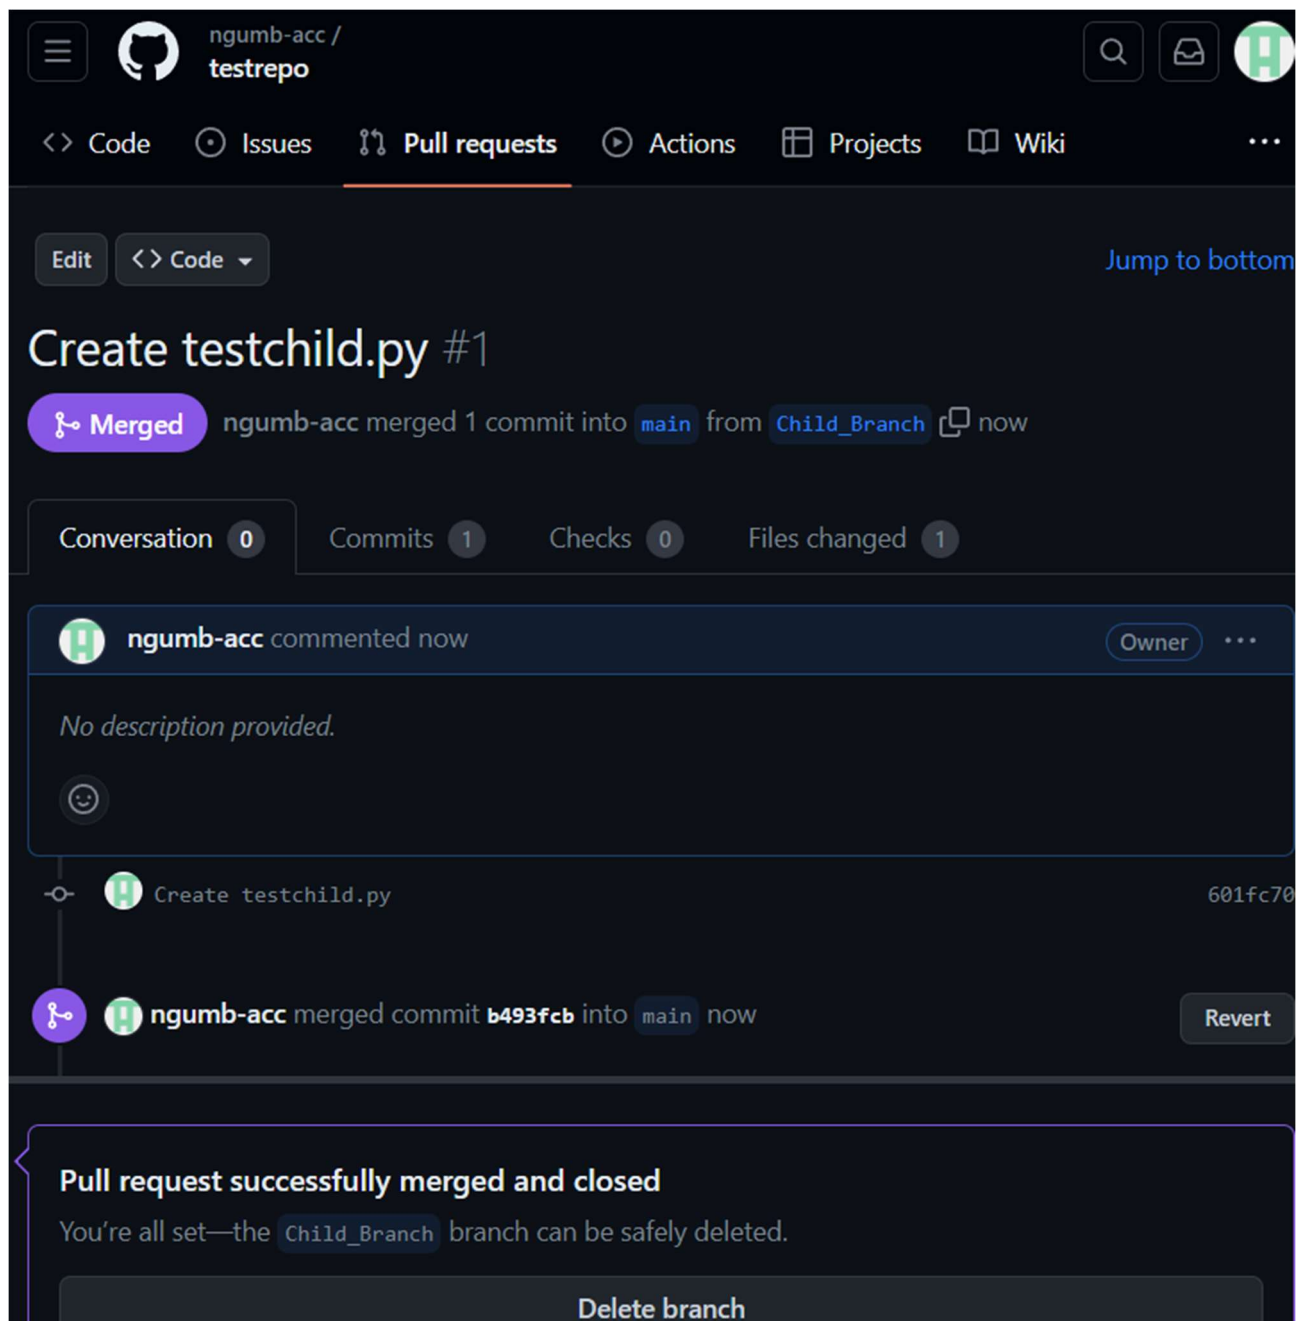 ngumb-acc /
testrepo
Code Issues Pull requests Actions Projects Wiki ...
Edit Code Jump to bottom
Create testchild.py #1
Merged ngumb-acc merged 1 commit into main from Child_Branch now
Conversation 0 Commits 1 Checks 0 Files changed 1
ngumb-acc commented now Owner ...
No description provided.
Create testchild.py 601fc70
ngumb-acc merged commit b493fcb into main now Revert
Pull request successfully merged and closed
You’re all set—the Child_Branch branch can be safely deleted.
Delete branch